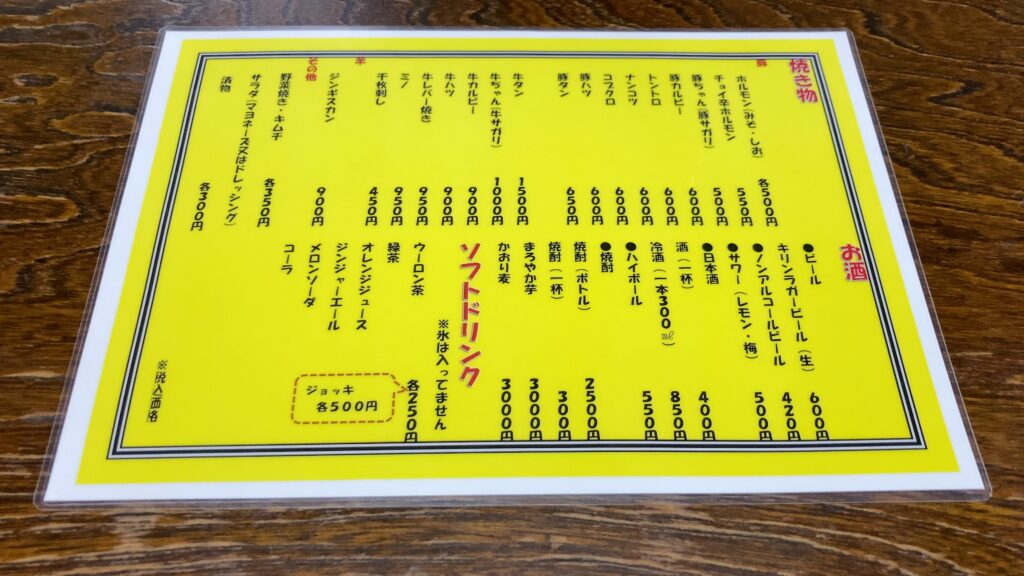 焼き物
豚
ホルモン(みそ・しお) 各500円
チョイ辛ホルモン 550円
豚ちゃん(豚サガリ) 500円
豚カルビー 600円
トントロ 600円
ナンコツ 600円
コブクロ 600円
豚ハツ 600円
豚タン 650円
牛タン 1500円
牛ちゃん(牛サガリ) 1000円
牛カルビー 900円
牛ハツ 900円
牛レバー焼き 950円
ミノ 950円
千枚刺し 450円
羊
ジンギスカン 900円
その他
野菜焼き・キムチ 各350円
サラダ(マヨネーズ又はドレッシング)
漬物 各300円
お酒
●ビール
キリンラガービール(生) 600円
●ノンアルコールビール 420円
●サワー(レモン・梅) 500円
●日本酒
酒(一杯) 400円
冷酒(一本300㎖) 850円
●ハイボール 550円
●焼酎
焼酎(ボトル) 2500円
焼酎(一杯) 300円
まろやか芋 3000円
かおり麦 3000円
ソフトドリンク
※氷は入ってません
ウーロン茶 各250円
緑茶
オレンジジュース
ジンジャーエール
メロンソーダ
コーラ
ジョッキ
各500円
※税込価格